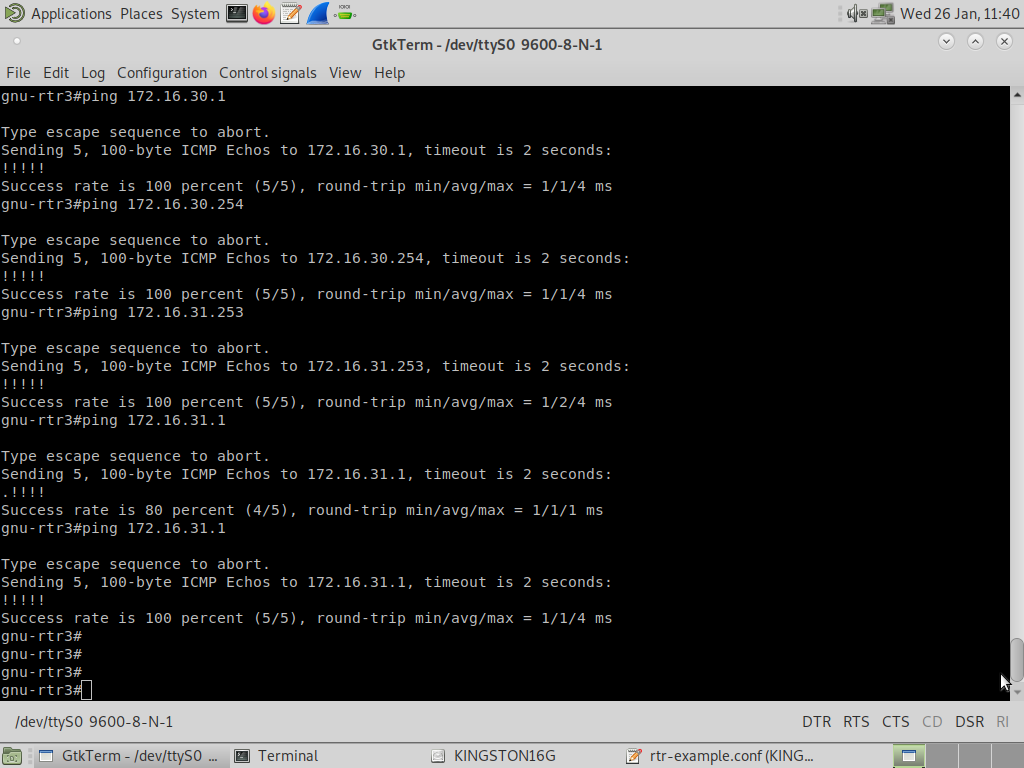 Applications Places System Wed 26 Jan, 11:40
GtkTerm - /dev/ttyS0 9600-8-N-1
File Edit Log Configuration Control signals View Help
gnu-rtr3#ping 172.16.30.1
Type escape sequence to abort.
Sending 5, 100-byte ICMP Echos to 172.16.30.1, timeout is 2 seconds:
!!!!!
Success rate is 100 percent (5/5), round-trip min/avg/max = 1/1/4 ms
gnu-rtr3#ping 172.16.30.254
Type escape sequence to abort.
Sending 5, 100-byte ICMP Echos to 172.16.30.254, timeout is 2 seconds:
!!!!!
Success rate is 100 percent (5/5), round-trip min/avg/max = 1/1/4 ms
gnu-rtr3#ping 172.16.31.253
Type escape sequence to abort.
Sending 5, 100-byte ICMP Echos to 172.16.31.253, timeout is 2 seconds:
!!!!!
Success rate is 100 percent (5/5), round-trip min/avg/max = 1/2/4 ms
gnu-rtr3#ping 172.16.31.1
Type escape sequence to abort.
Sending 5, 100-byte ICMP Echos to 172.16.31.1, timeout is 2 seconds:
.!!!!
Success rate is 80 percent (4/5), round-trip min/avg/max = 1/1/1 ms
gnu-rtr3#ping 172.16.31.1
Type escape sequence to abort.
Sending 5, 100-byte ICMP Echos to 172.16.31.1, timeout is 2 seconds:
!!!!!
Success rate is 100 percent (5/5), round-trip min/avg/max = 1/1/4 ms
gnu-rtr3#
gnu-rtr3#
gnu-rtr3#
gnu-rtr3#
/dev/ttyS0 9600-8-N-1 DTR RTS CTS CD DSR RI
GtkTerm - /dev/ttyS0 ... Terminal KINGSTON16G rtr-example.conf (KING...